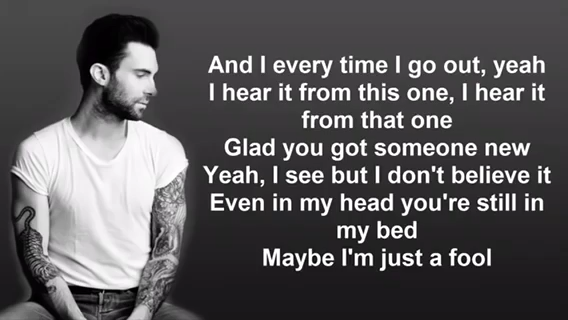 And I every time I go out, yeah
I hear it from this one, I hear it
from that one
Glad you got someone new
Yeah, I see but I don't believe it
Even in my head you're still in
my bed
Maybe I'm just a fool